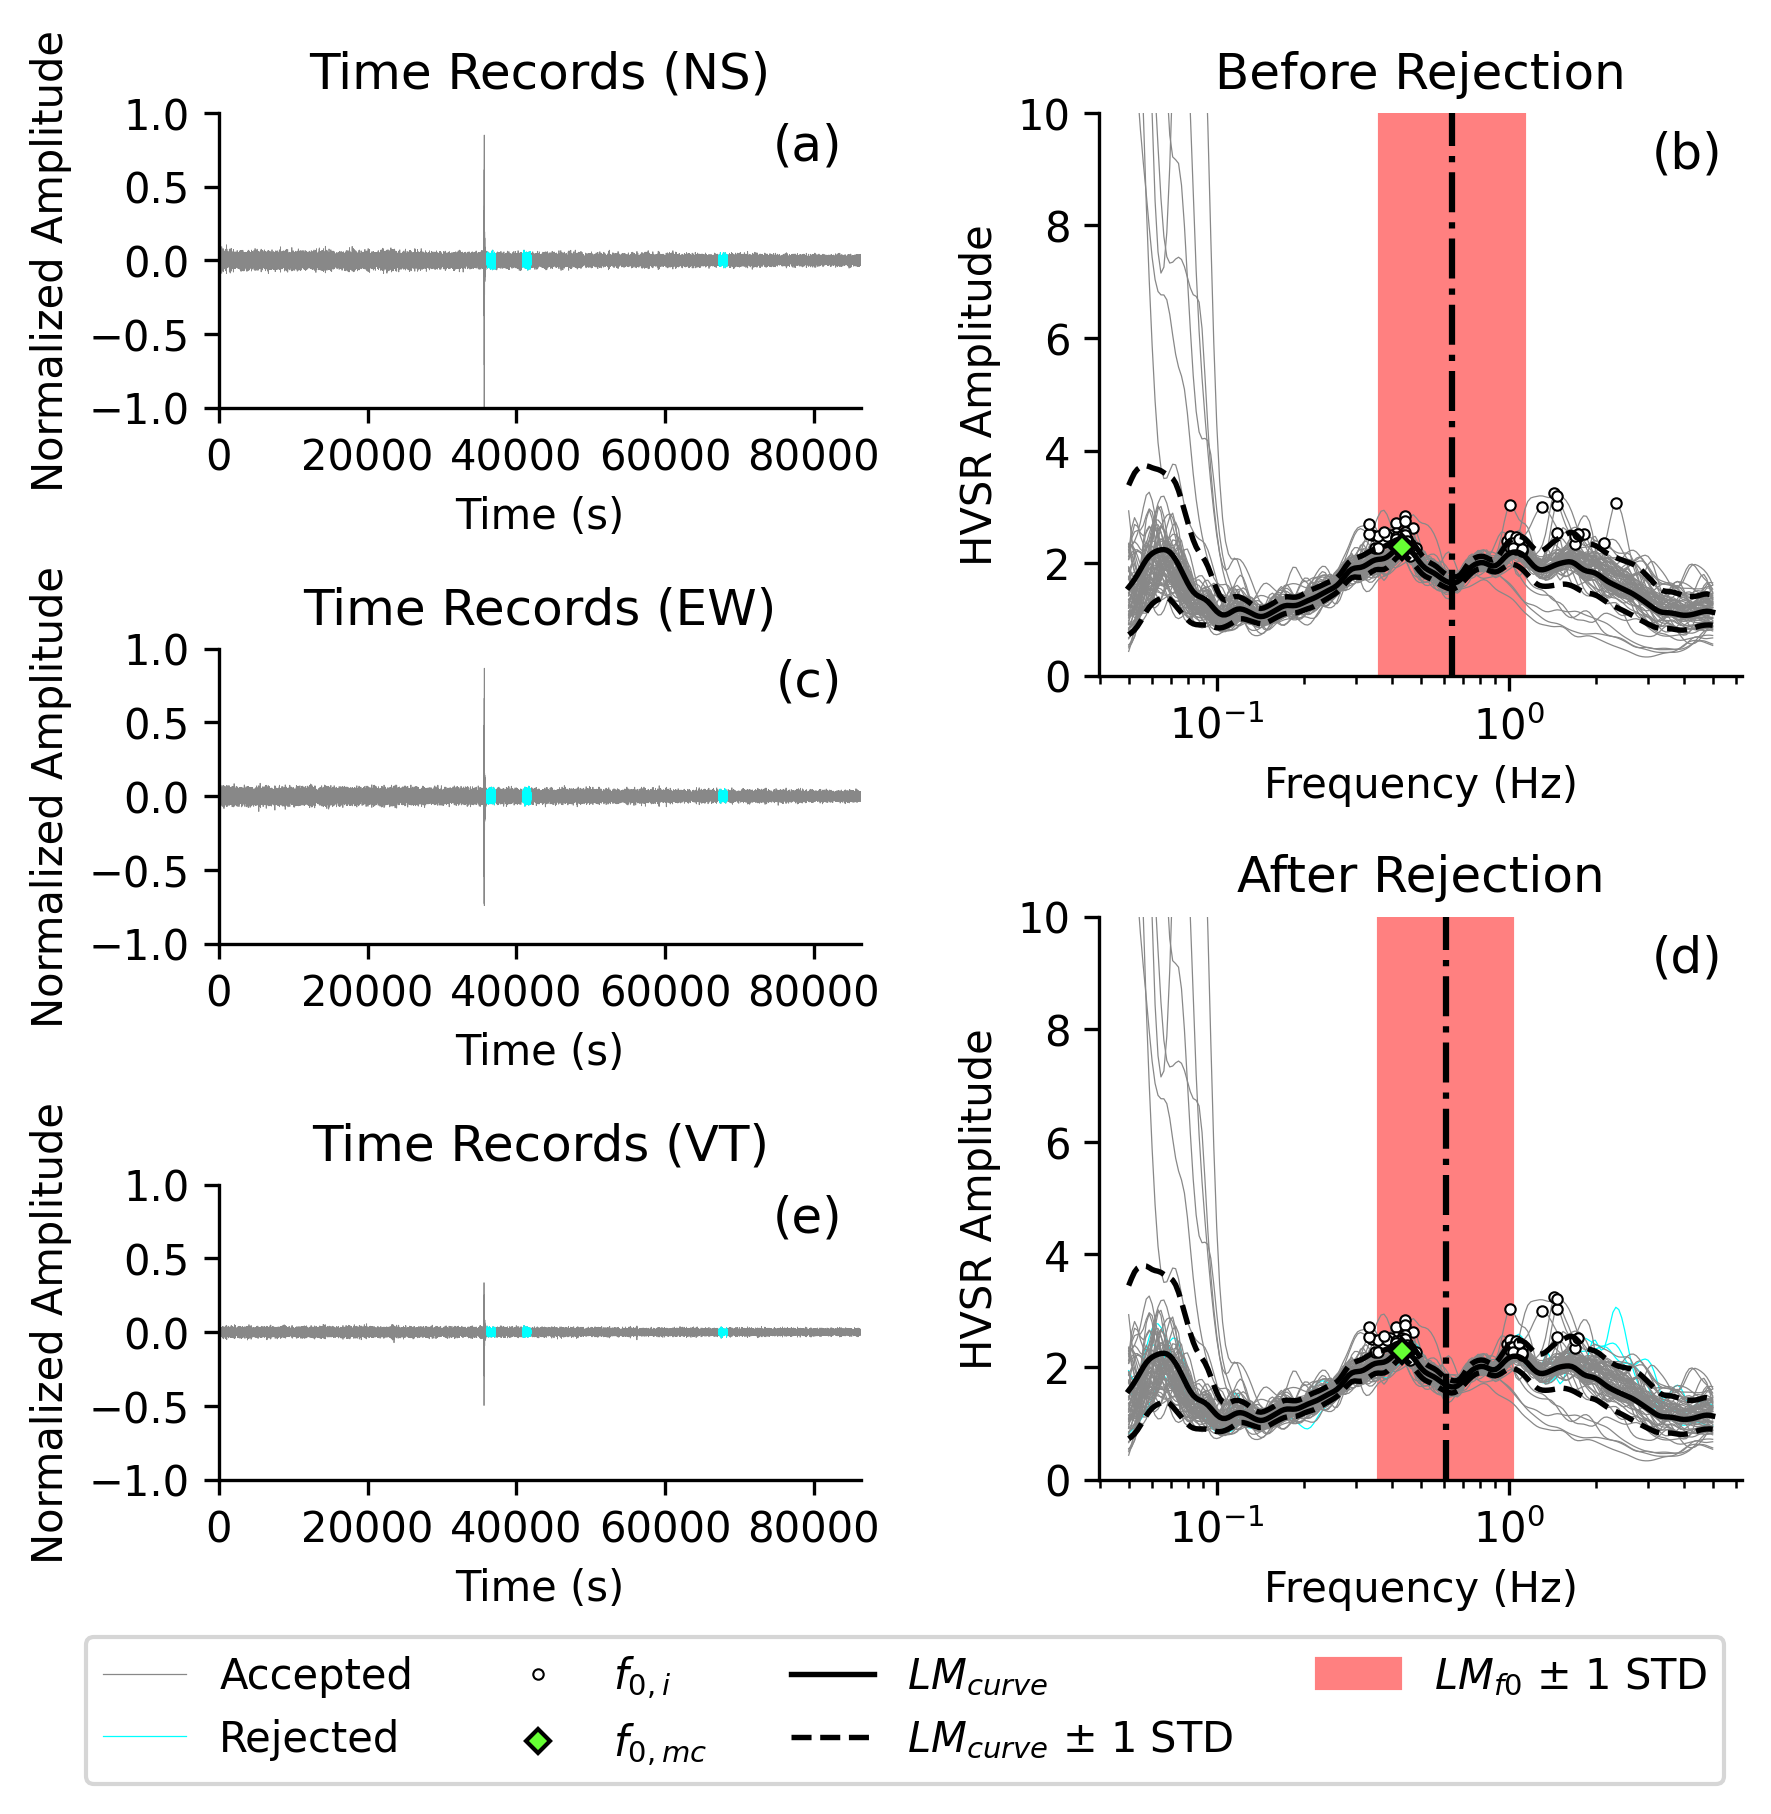 Time Records (NS)
(a)
Normalized Amplitude
1.0
0.5
0.0
−0.5
−1.0
0 20000 40000 60000 80000
Time (s)
Before Rejection
(b)
HVSR Amplitude
10
8
6
4
2
0
10⁻¹ 10⁰
Frequency (Hz)
Time Records (EW)
(c)
Normalized Amplitude
1.0
0.5
0.0
−0.5
−1.0
0 20000 40000 60000 80000
Time (s)
After Rejection
(d)
HVSR Amplitude
10
8
6
4
2
0
10⁻¹ 10⁰
Frequency (Hz)
Time Records (VT)
(e)
Normalized Amplitude
1.0
0.5
0.0
−0.5
−1.0
0 20000 40000 60000 80000
Time (s)
Accepted f0,i LMcurve LMf0 ± 1 STD
Rejected f0,mc LMcurve ± 1 STD